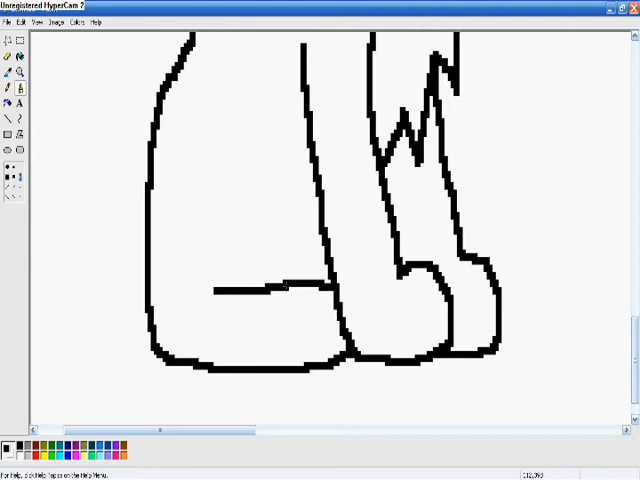 Unregistered HyperCam 2
File Edit View Image Colors Help
A
For Help, click Help Topics on the Help Menu.